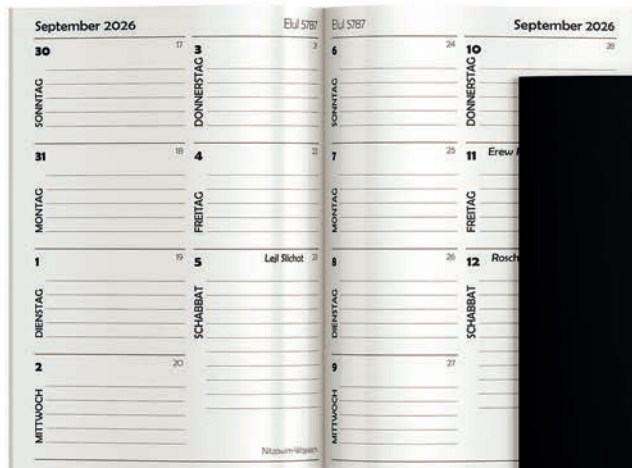 September 2026
Elul 5787
30 17
SONNTAG
31 18
MONTAG
1 19
DIENSTAG
2 20
MITTWOCH
3
DONNERSTAG
4 22
FREITAG
5 Lejl Slichot
SCHABBAT
Elul 5787
September 2026
6 24
SONNTAG
7 25
MONTAG
8 26
DIENSTAG
9 27
MITTWOCH
10 28
DONNERSTAG
11 Erew
FREITAG
12 Rosch
SCHABBAT